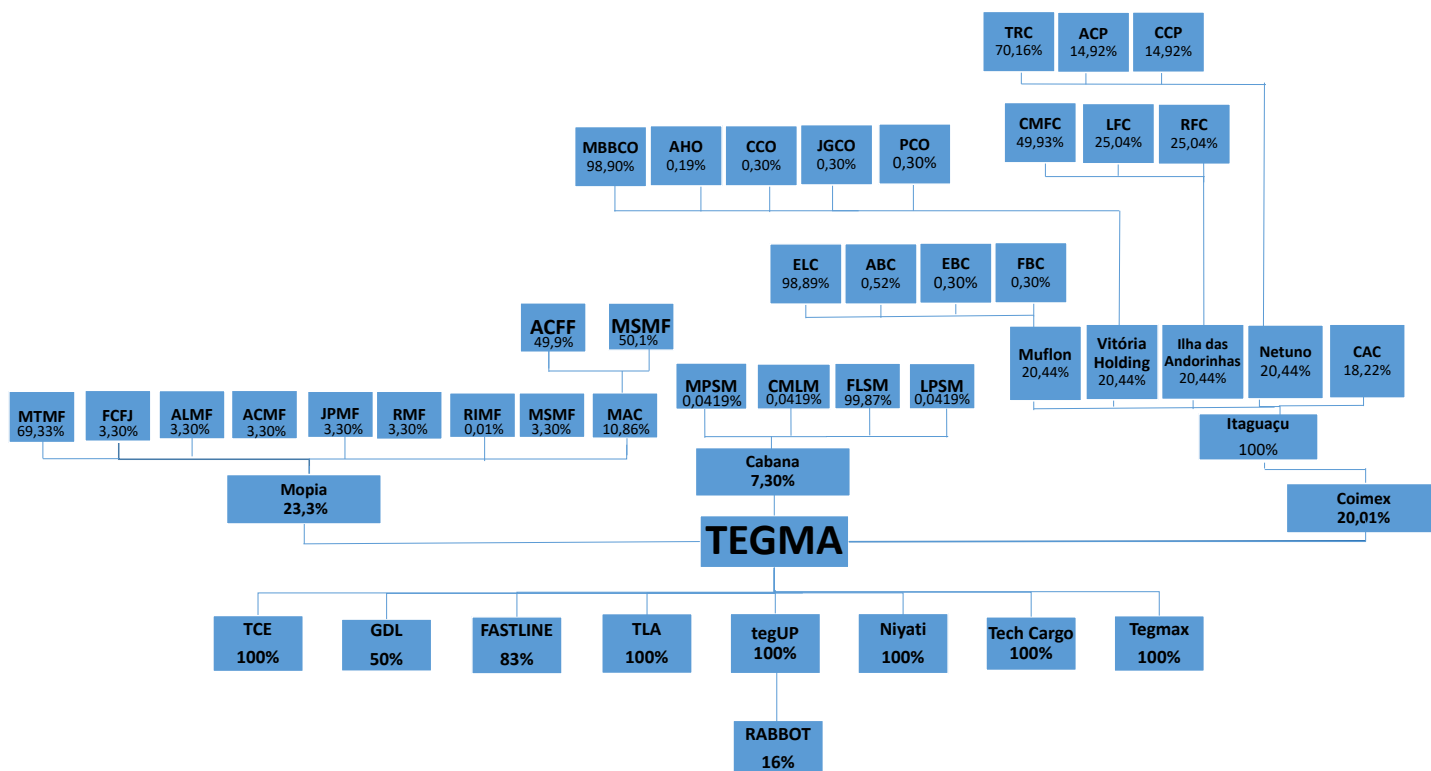 TRC
70,16%
ACP
14,92%
CCP
14,92%
CMFC
49,93%
LFC
25,04%
RFC
25,04%
MBBCO
98,90%
AHO
0,19%
CCO
0,30%
JGCO
0,30%
PCO
0,30%
ELC
98,89%
ABC
0,52%
EBC
0,30%
FBC
0,30%
ACFF
49,9%
MSMF
50,1%
Muflon
20,44%
Vitória
Holding
20,44%
Ilha das
Andorinhas
20,44%
Netuno
20,44%
CAC
18,22%
MPSM
0,0419%
CMLM
0,0419%
FLSM
99,87%
LPSM
0,0419%
MTMF
69,33%
FCFJ
3,30%
ALMF
3,30%
ACMF
3,30%
JPMF
3,30%
RMF
3,30%
RIMF
0,01%
MSMF
3,30%
MAC
10,86%
Itaguaçu
100%
Cabana
7,30%
Mopia
23,3%
Coimex
20,01%
TEGMA
TCE
100%
GDL
50%
FASTLINE
83%
TLA
100%
tegUP
100%
Niyati
100%
Tech Cargo
100%
Tegmax
100%
RABBOT
16%